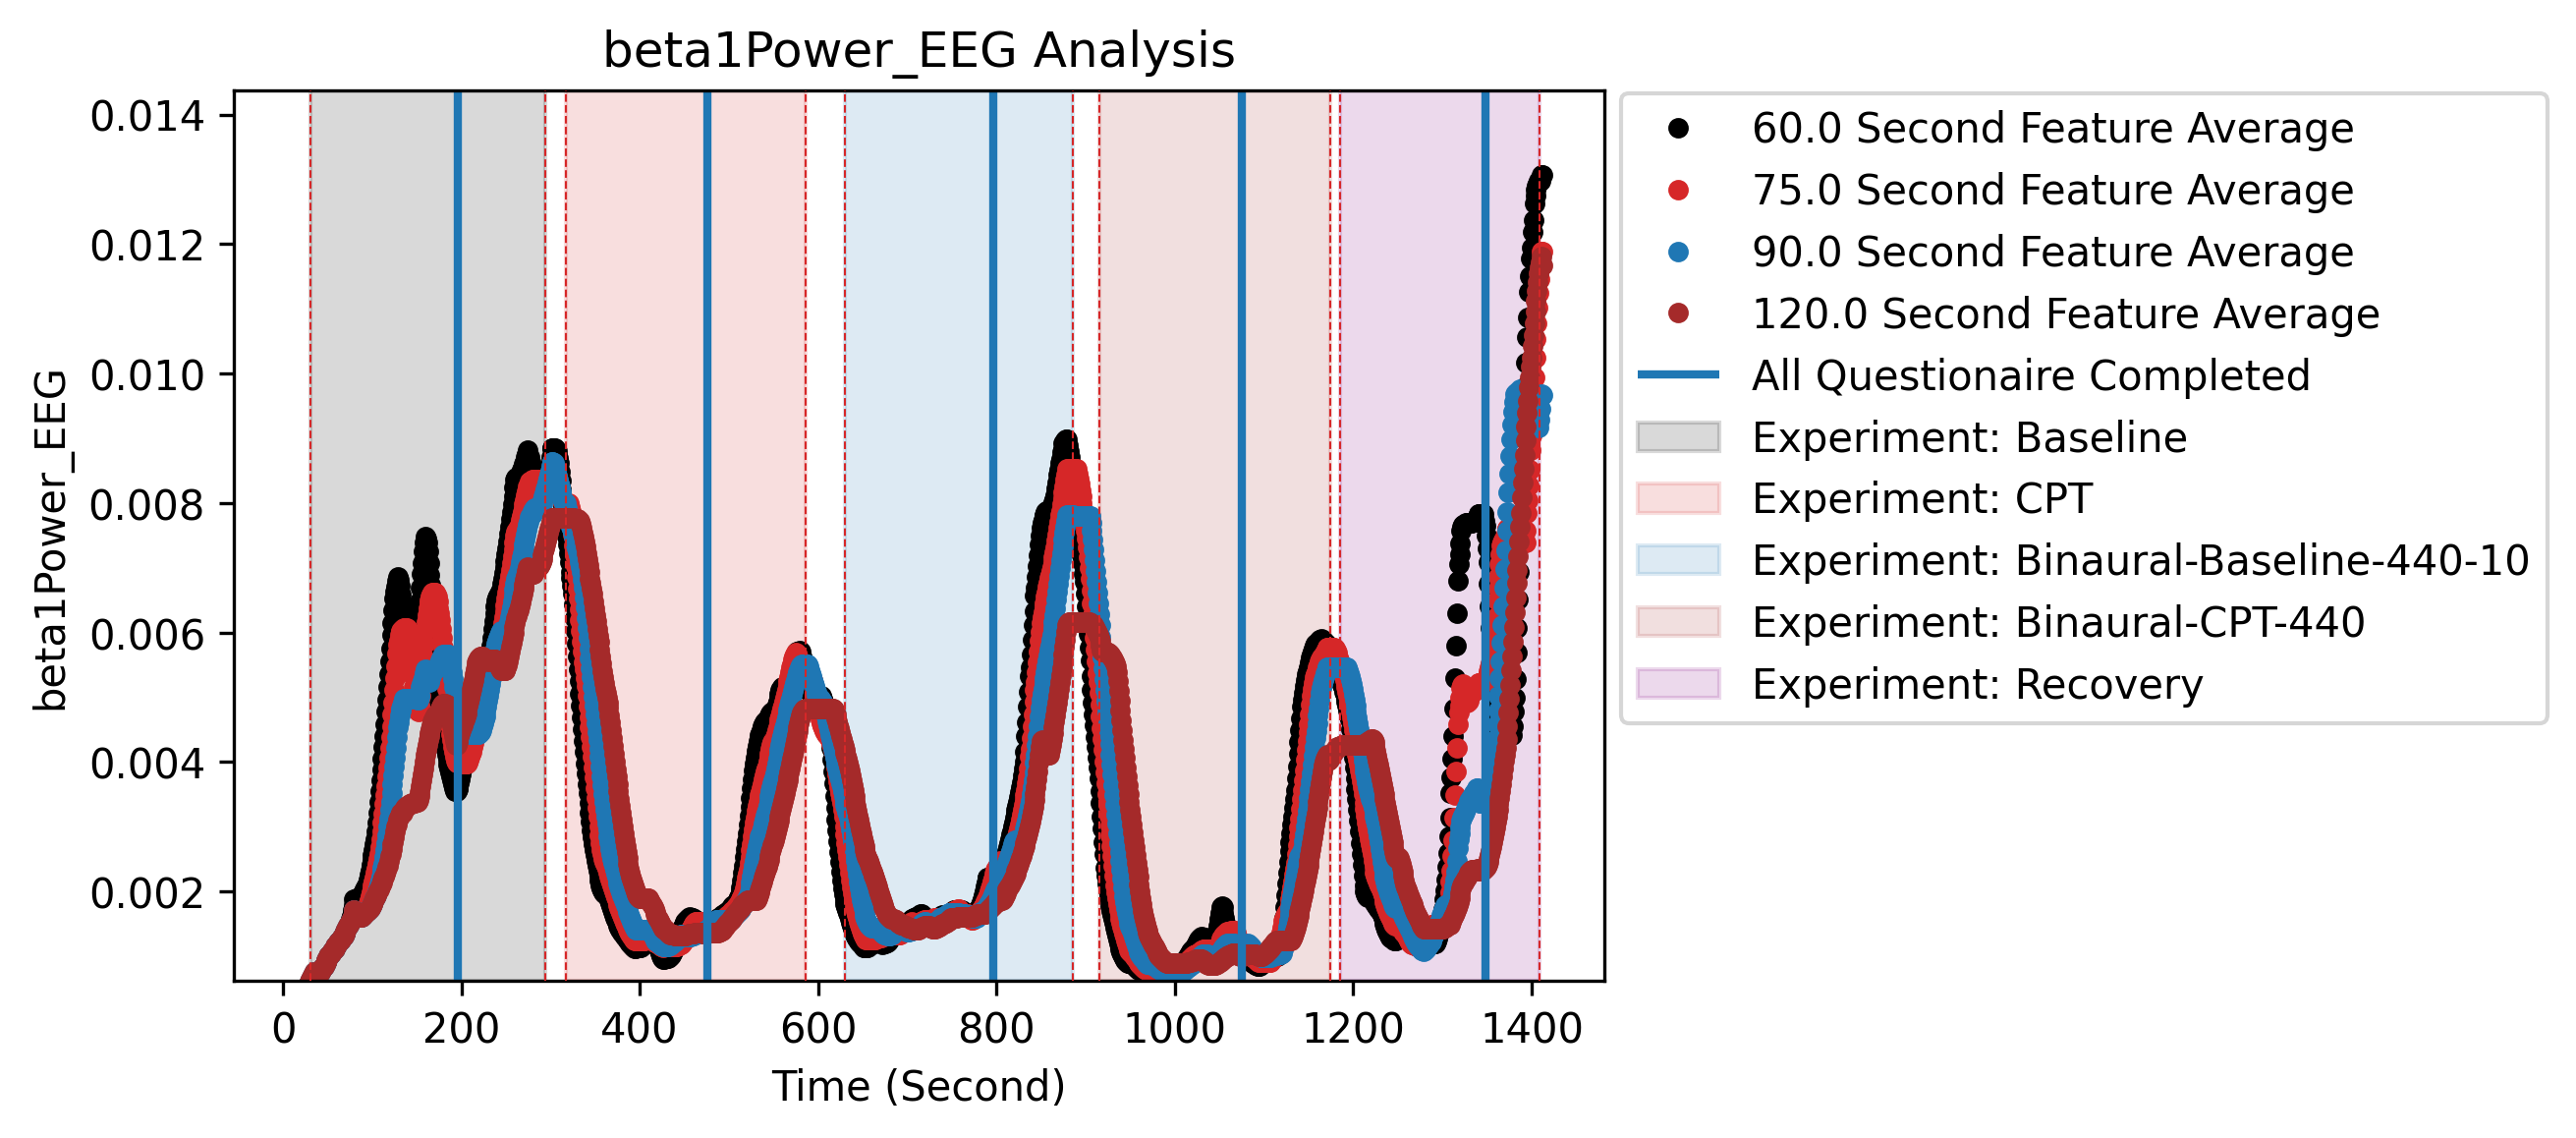 beta1Power_EEG Analysis
0.014
0.012
0.010
0.008
0.006
0.004
0.002
beta1Power_EEG
0 200 400 600 800 1000 1200 1400
Time (Second)
60.0 Second Feature Average
75.0 Second Feature Average
90.0 Second Feature Average
120.0 Second Feature Average
All Questionaire Completed
Experiment: Baseline
Experiment: CPT
Experiment: Binaural-Baseline-440-10
Experiment: Binaural-CPT-440
Experiment: Recovery